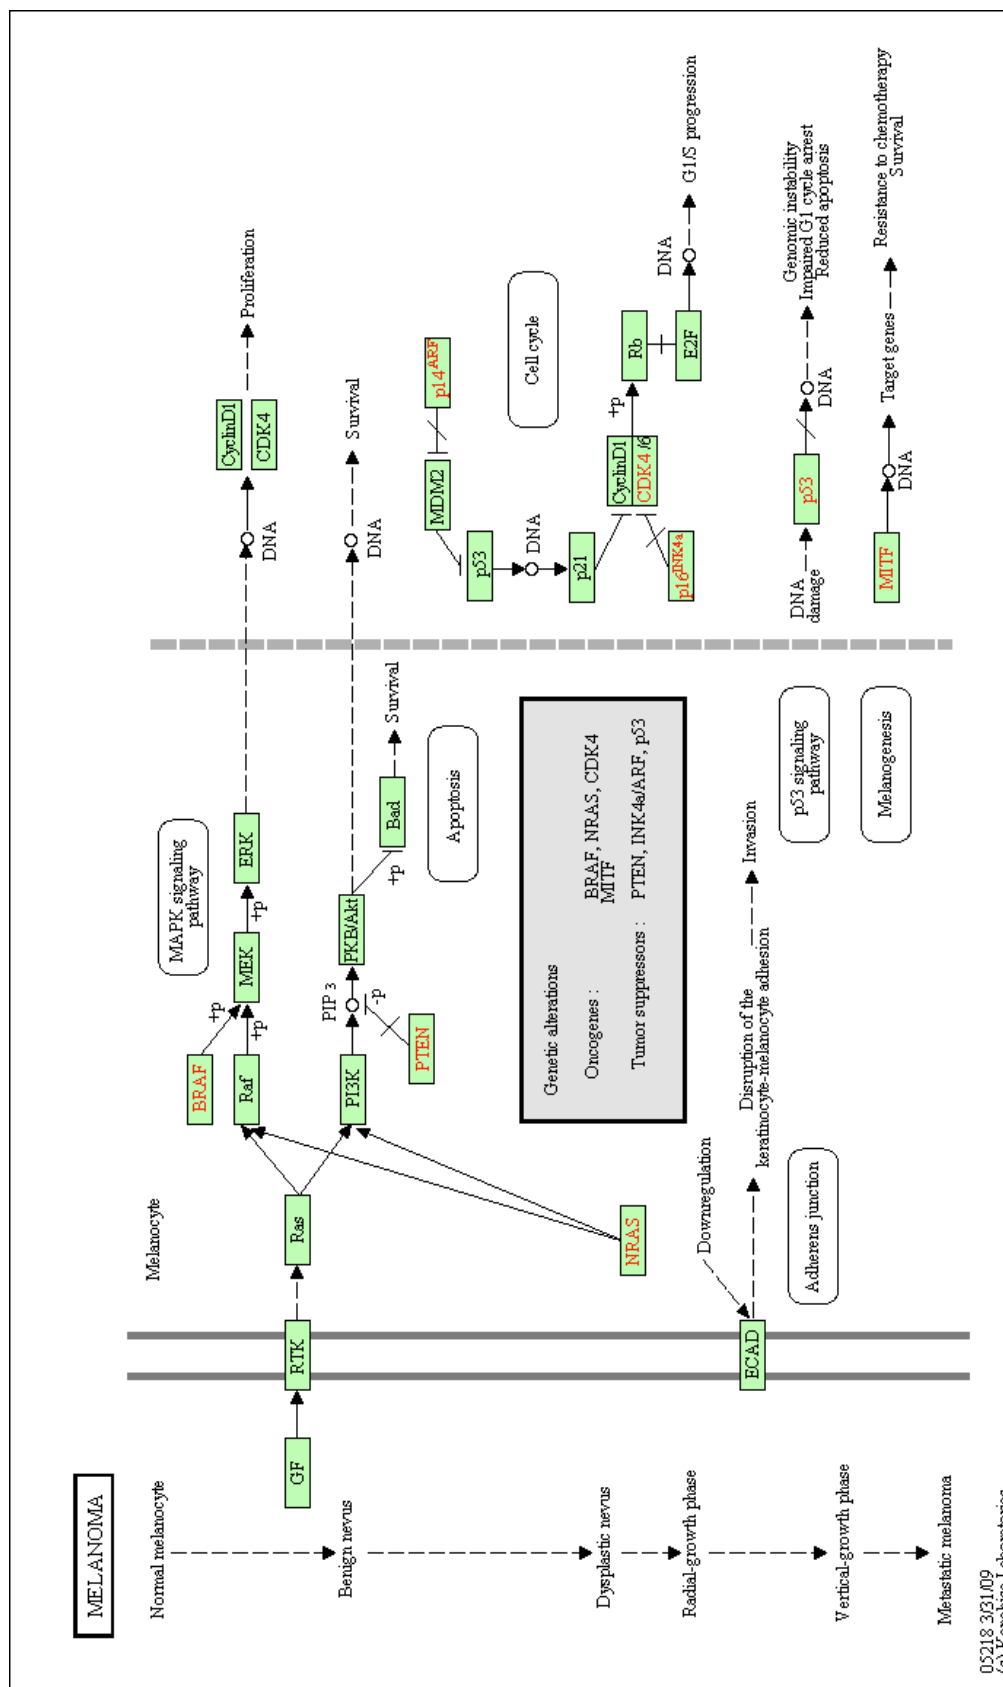 MELANOMA
Normal melanocyte
Benign nevus
Dysplastic nevus
Radial-growth phase
Vertical-growth phase
Metastatic melanoma
05218 3/31/09
(c) Kanehisa Laboratories
GF
RTK
Ras
Melanocyte
BRAF
Raf
+p
+p
MEK
+p
ERK
MAPK signaling
pathway
DNA
CyclinD1
CDK4
Proliferation
PI3K
PIP3
-p
PTEN
PKB/Akt
DNA
Survival
+p
Bad
Survival
Apoptosis
NRAS
p14ARF
MDM2
p53
DNA
p21
CyclinD1
CDK4/6
p16INK4a
+p
Rb
E2F
DNA
G1/S progression
Cell cycle
Genetic alterations
Oncogenes :
BRAF, NRAS, CDK4
MITF
Tumor suppressors :
PTEN, INK4a/ARF, p53
Downregulation
ECAD
Disruption of the
keratinocyte-melanocyte adhesion
Invasion
Adherens junction
p53 signaling
pathway
DNA
damage
p53
DNA
Genomic instability
Impaired G1 cycle arrest
Reduced apoptosis
Melanogenesis
MITF
DNA
Target genes
Resistance to chemotherapy
Survival